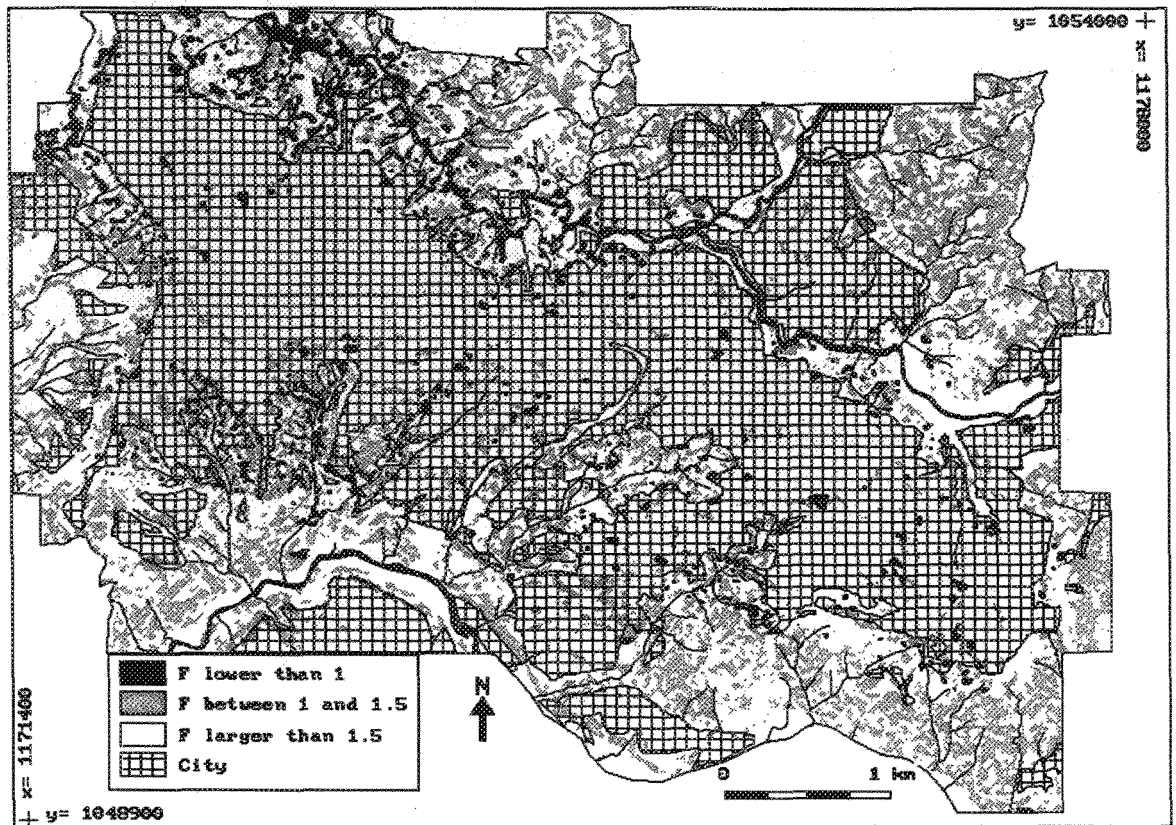 y= 1054000
x= 1178000
F lower than 1
F between 1 and 1.5
F larger than 1.5
City
N
0 1 km
x= 1171400
y= 1048900